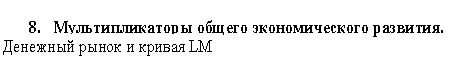 8. Мультипликаторы общего экономического развития.
Денежный рынок и кривая LM